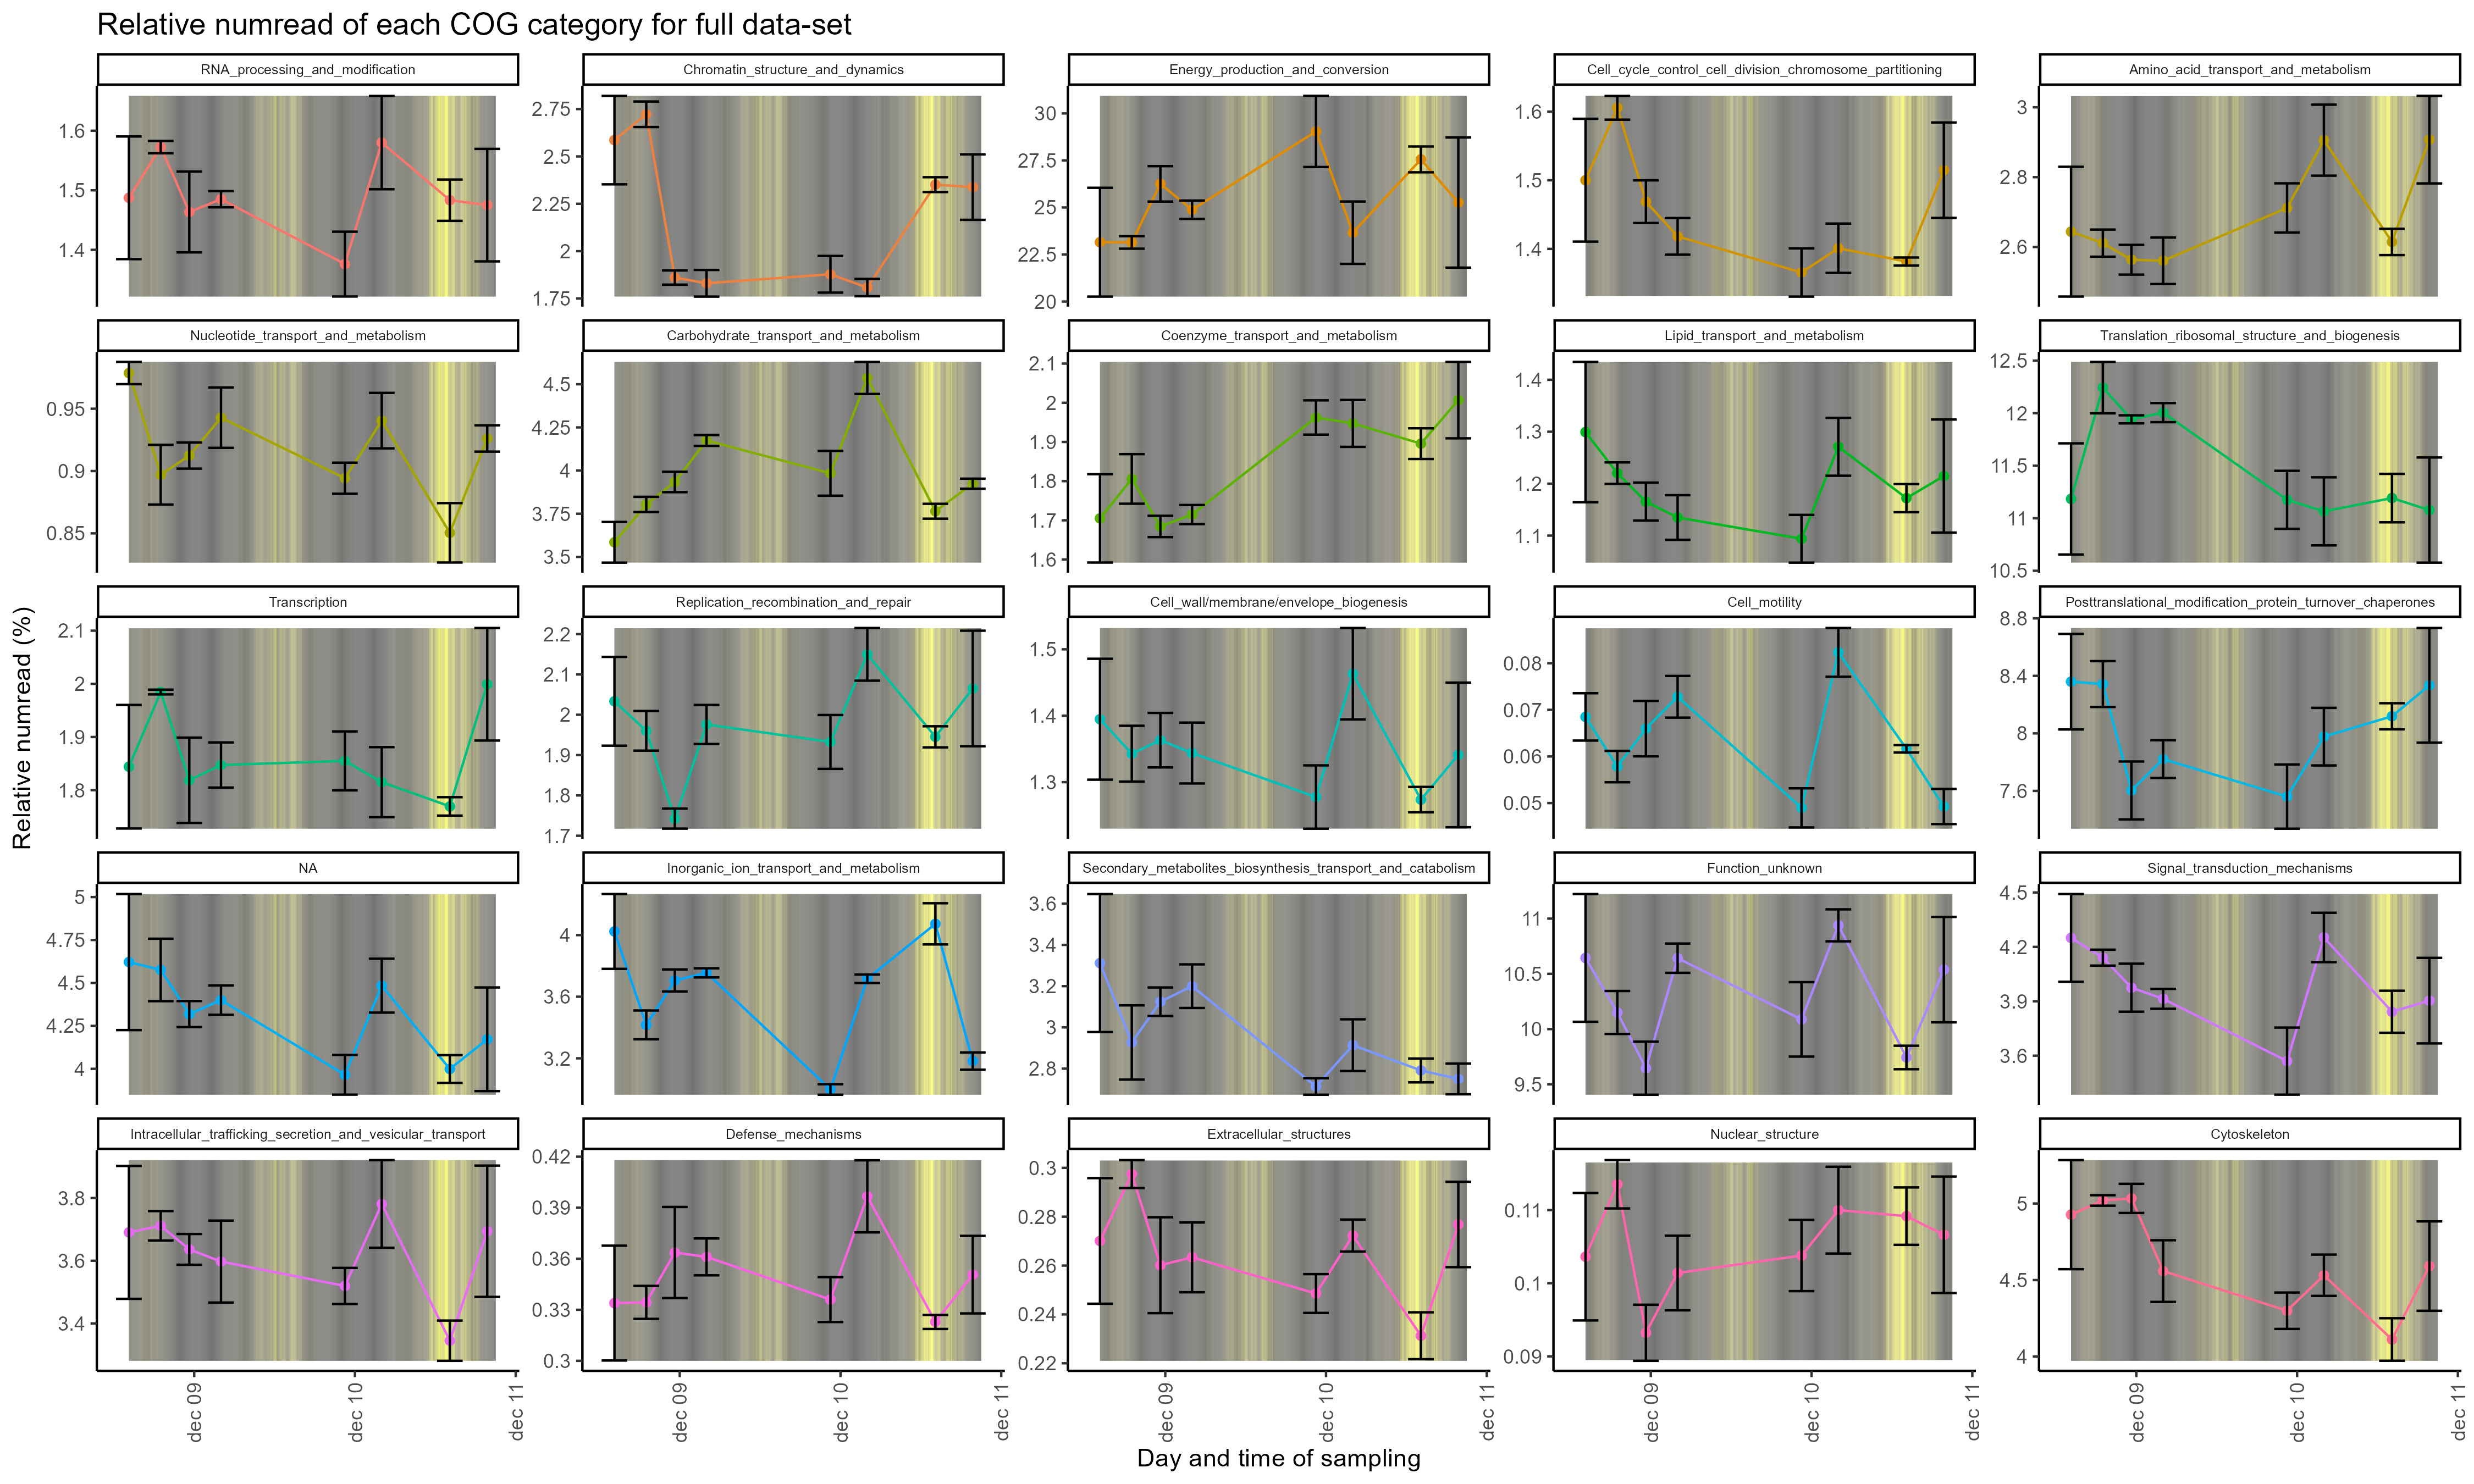 Relative numread of each COG category for full data-set
RNA_processing_and_modification
Chromatin_structure_and_dynamics
Energy_production_and_conversion
Cell_cycle_control_cell_division_chromosome_partitioning
Amino_acid_transport_and_metabolism
1.6
1.5
1.4
2.75
2.5
2.25
2
1.75
30
27.5
25
22.5
20
1.6
1.5
1.4
3
2.8
2.6
Nucleotide_transport_and_metabolism
Carbohydrate_transport_and_metabolism
Coenzyme_transport_and_metabolism
Lipid_transport_and_metabolism
Translation_ribosomal_structure_and_biogenesis
0.95
0.9
0.85
4.5
4.25
4
3.75
3.5
2.1
2
1.9
1.8
1.7
1.6
1.4
1.3
1.2
1.1
12.5
12
11.5
11
10.5
Transcription
Replication_recombination_and_repair
Cell_wall/membrane/envelope_biogenesis
Cell_motility
Posttranslational_modification_protein_turnover_chaperones
2.1
2
1.9
1.8
2.2
2.1
2
1.9
1.8
1.7
1.5
1.4
1.3
0.08
0.07
0.06
0.05
8.8
8.4
8
7.6
NA
Inorganic_ion_transport_and_metabolism
Secondary_metabolites_biosynthesis_transport_and_catabolism
Function_unknown
Signal_transduction_mechanisms
5
4.75
4.5
4.25
4
4
3.6
3.2
3.6
3.4
3.2
3
2.8
11
10.5
10
9.5
4.5
4.2
3.9
3.6
Intracellular_trafficking_secretion_and_vesicular_transport
Defense_mechanisms
Extracellular_structures
Nuclear_structure
Cytoskeleton
3.8
3.6
3.4
0.42
0.39
0.36
0.33
0.3
0.3
0.28
0.26
0.24
0.22
0.11
0.1
0.09
5
4.5
4
dec 09
dec 10
dec 11
dec 09
dec 10
dec 11
dec 09
dec 10
dec 11
dec 09
dec 10
dec 11
dec 09
dec 10
dec 11
Relative numread (%)
Day and time of sampling